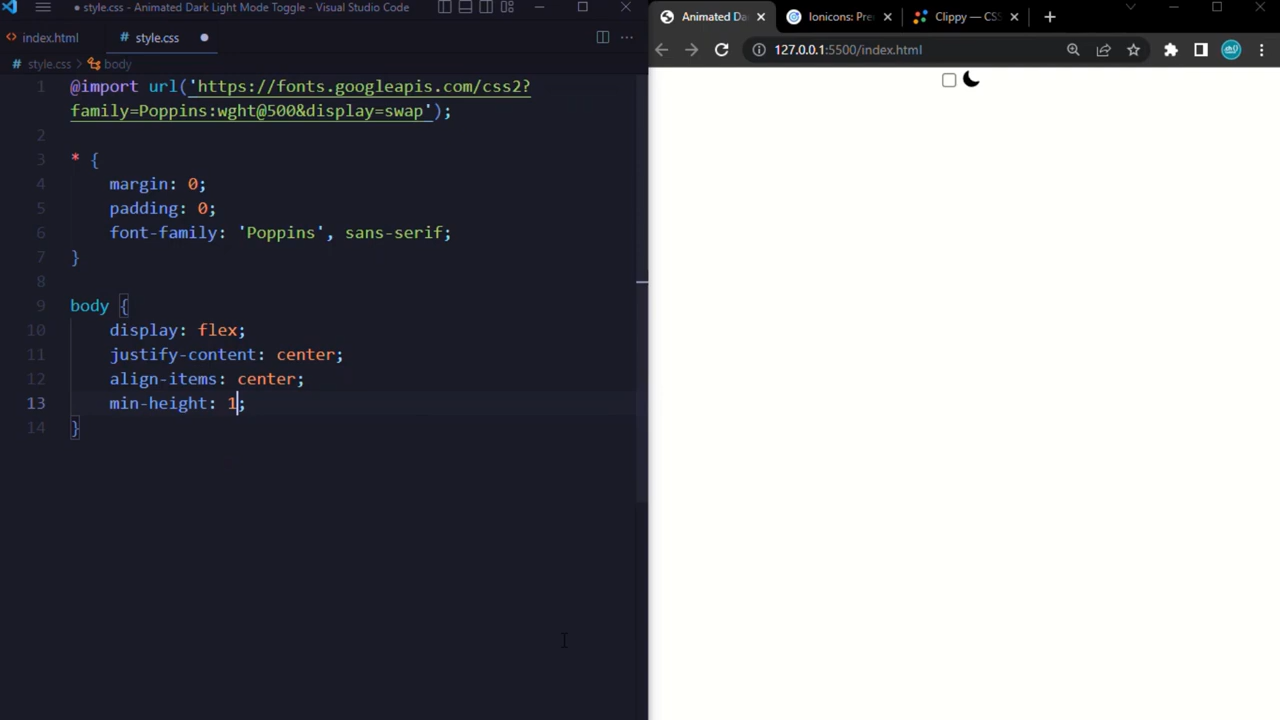 style.css - Animated Dark Light Mode Toggle - Visual Studio Code
index.html
style.css
style.css > body
1 @import url('https://fonts.googleapis.com/css2?
family=Poppins:wght@500&display=swap');
2
3 * {
4 margin: 0;
5 padding: 0;
6 font-family: 'Poppins', sans-serif;
7 }
8
9 body {
10 display: flex;
11 justify-content: center;
12 align-items: center;
13 min-height: 1;
14 }
Animated Da
Ionicons: Pre
Clippy — CSS
127.0.0.1:5500/index.html